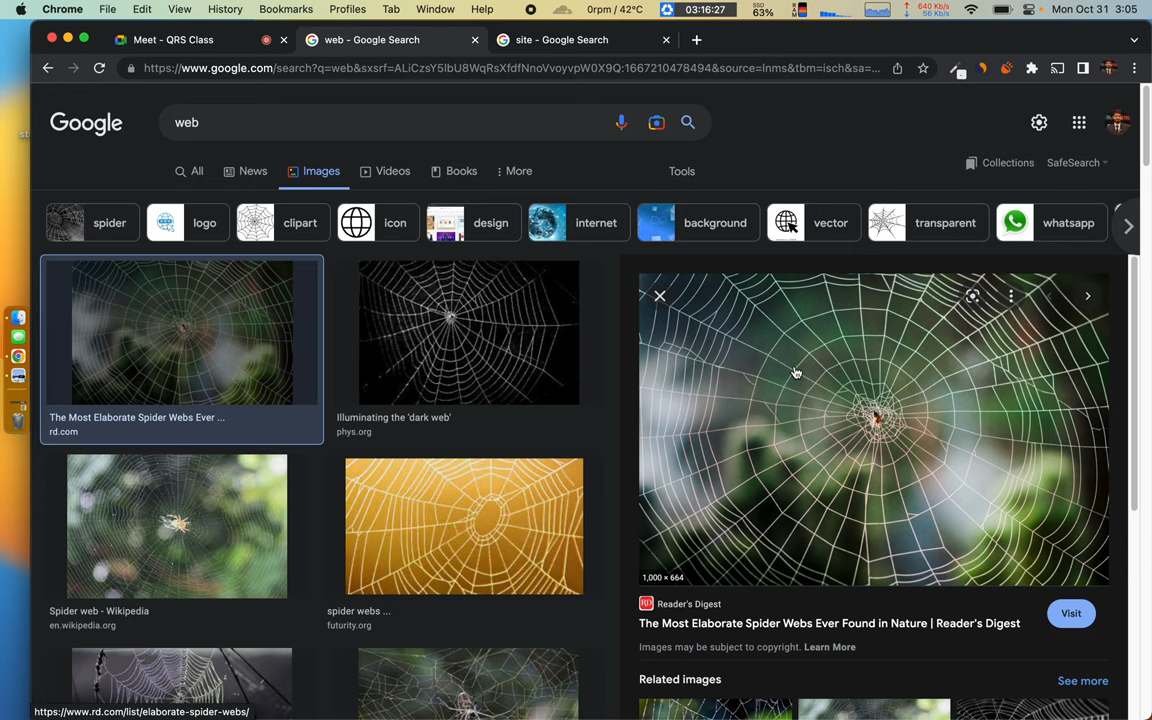 Chrome File Edit View History Bookmarks Profiles Tab Window Help 0rpm / 42°C 03:16:27 SSD 63% 640 Kb/s 56 Kb/s Mon Oct 31 3:05
Meet - QRS Class
web - Google Search
site - Google Search
https://www.google.com/search?q=web&sxsrf=ALiCzsY5lbU8WqRsXfdfNnoVvoyvpW0X9Q:1667210478494&source=lnms&tbm=isch&sa=...
Google
web
All News Images Videos Books More Tools
Collections SafeSearch
spider logo clipart icon design internet background vector transparent whatsapp
The Most Elaborate Spider Webs Ever ...
rd.com
Illuminating the 'dark web'
phys.org
Spider web - Wikipedia
en.wikipedia.org
spider webs ...
futurity.org
1,000 × 664
RD Reader's Digest
The Most Elaborate Spider Webs Ever Found in Nature | Reader's Digest
Visit
Images may be subject to copyright. Learn More
Related images
See more
https://www.rd.com/list/elaborate-spider-webs/